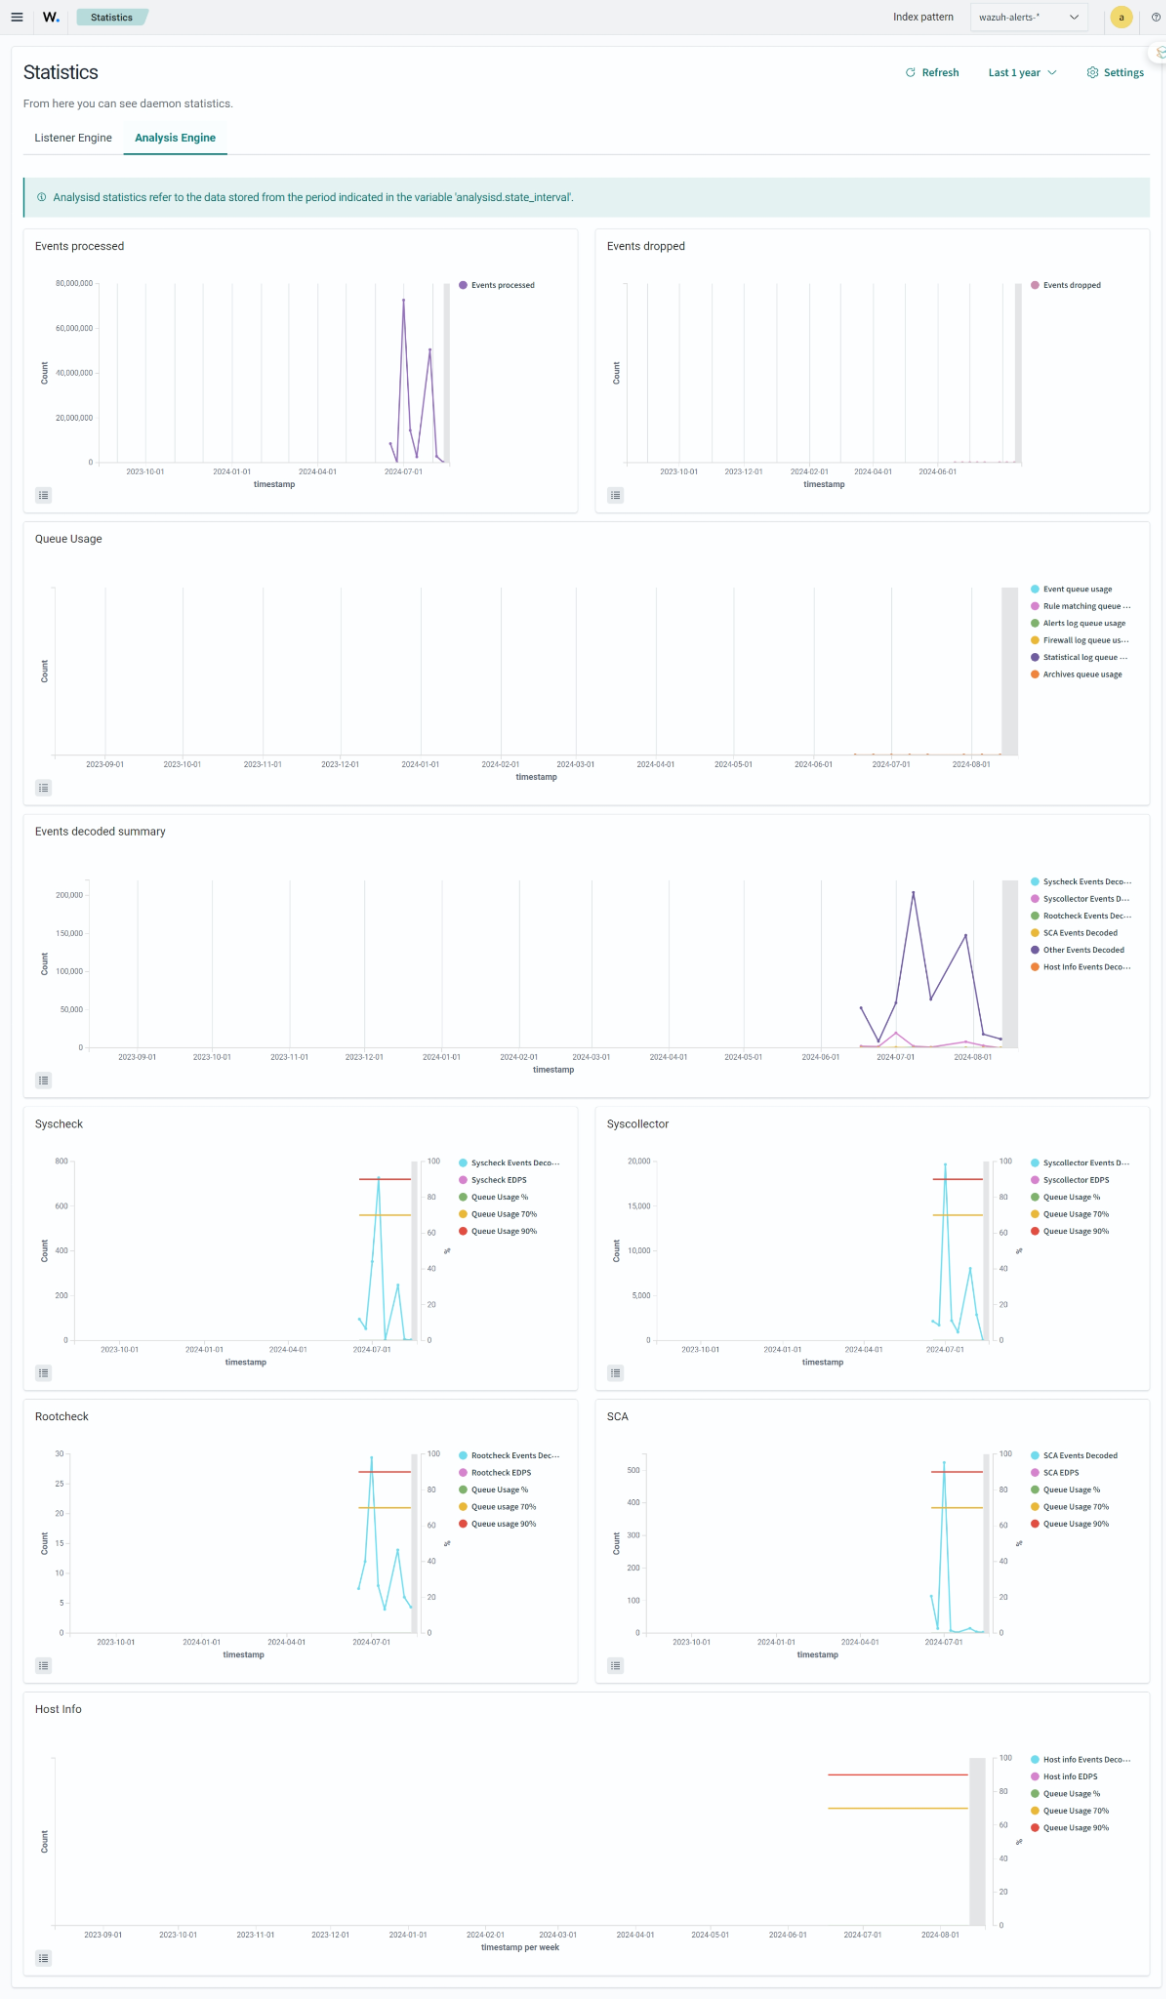 W.
Statistics
Index pattern
wazuh-alerts-*
a
Statistics
Refresh
Last 1 year
Settings
From here you can see daemon statistics.
Listener Engine
Analysis Engine
Analysisd statistics refer to the data stored from the period indicated in the variable 'analysisd.state_interval'.
Events processed
80,000,000
60,000,000
40,000,000
20,000,000
0
Count
2023-10-01 2024-01-01 2024-04-01 2024-07-01
timestamp
Events processed
Events dropped
Count
2023-10-01 2023-12-01 2024-02-01 2024-04-01 2024-06-01
timestamp
Events dropped
Queue Usage
Count
2023-09-01 2023-10-01 2023-11-01 2023-12-01 2024-01-01 2024-02-01 2024-03-01 2024-04-01 2024-05-01 2024-06-01 2024-07-01 2024-08-01
timestamp
Event queue usage
Rule matching queue ...
Alerts log queue usage
Firewall log queue us...
Statistical log queue ...
Archives queue usage
Events decoded summary
200,000
150,000
100,000
50,000
0
Count
2023-09-01 2023-10-01 2023-11-01 2023-12-01 2024-01-01 2024-02-01 2024-03-01 2024-04-01 2024-05-01 2024-06-01 2024-07-01 2024-08-01
timestamp
Syscheck Events Deco...
Syscollector Events D...
Rootcheck Events Dec...
SCA Events Decoded
Other Events Decoded
Host Info Events Deco...
Syscheck
800
600
400
200
0
Count
2023-10-01 2024-01-01 2024-04-01 2024-07-01
timestamp
100
80
60
40
20
0
%
Syscheck Events Deco...
Syscheck EDPS
Queue Usage %
Queue Usage 70%
Queue Usage 90%
Syscollector
20,000
15,000
10,000
5,000
0
Count
2023-10-01 2024-01-01 2024-04-01 2024-07-01
timestamp
100
80
60
40
20
0
%
Syscollector Events D...
Syscollector EDPS
Queue Usage %
Queue Usage 70%
Queue Usage 90%
Rootcheck
30
25
20
15
10
5
0
Count
2023-10-01 2024-01-01 2024-04-01 2024-07-01
timestamp
100
80
60
40
20
0
%
Rootcheck Events Dec...
Rootcheck EDPS
Queue Usage %
Queue usage 70%
Queue usage 90%
SCA
500
400
300
200
100
0
Count
2023-10-01 2024-01-01 2024-04-01 2024-07-01
timestamp
100
80
60
40
20
0
%
SCA Events Decoded
SCA EDPS
Queue Usage %
Queue Usage 70%
Queue Usage 90%
Host Info
Count
2023-09-01 2023-10-01 2023-11-01 2023-12-01 2024-01-01 2024-02-01 2024-03-01 2024-04-01 2024-05-01 2024-06-01 2024-07-01 2024-08-01
timestamp per week
100
80
60
40
20
0
%
Host info Events Deco...
Host info EDPS
Queue Usage %
Queue Usage 70%
Queue Usage 90%